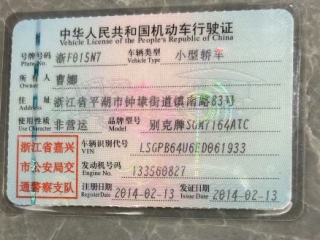 中华人民共和国机动车行驶证
Vehicle License of the People's Republic of China
号牌号码 浙F015N7 车辆类型 小型轿车
Plate No. Vehicle Type
所有人 曹娜
Owner
住址 浙江省平湖市钟埭街道镇南路83号
Address
使用性质 非营运 品牌型号 别克牌SGM7164ATC
Use Character Model
浙江省嘉兴市公安局交通警察支队
车辆识别代号 LSGPB64U6ED061933
VIN
发动机号码 133560827
Engine No.
注册日期 2014-02-13 发证日期 2014-02-13
Register Date Issue Date